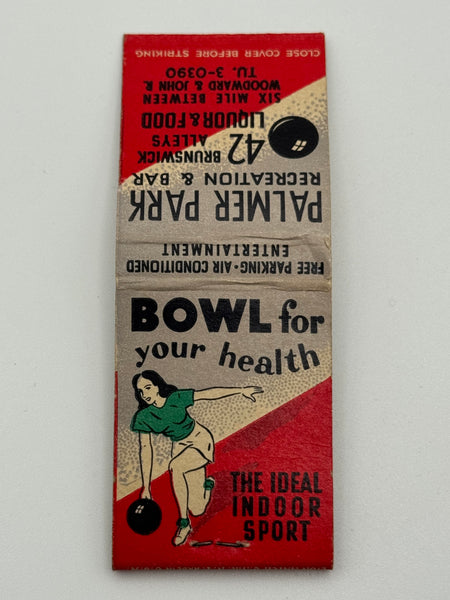 BOWL for
your health
THE IDEAL
INDOOR
SPORT
FREE PARKING • AIR CONDITIONED
ENTERTAINMENT
PALMER PARK
RECREATION & BAR
42 BRUNSWICK
ALLEYS
LIQUOR & FOOD
SIX MILE BETWEEN
WOODWARD & JOHN R.
TU. 3-0390
CLOSE COVER BEFORE STRIKING